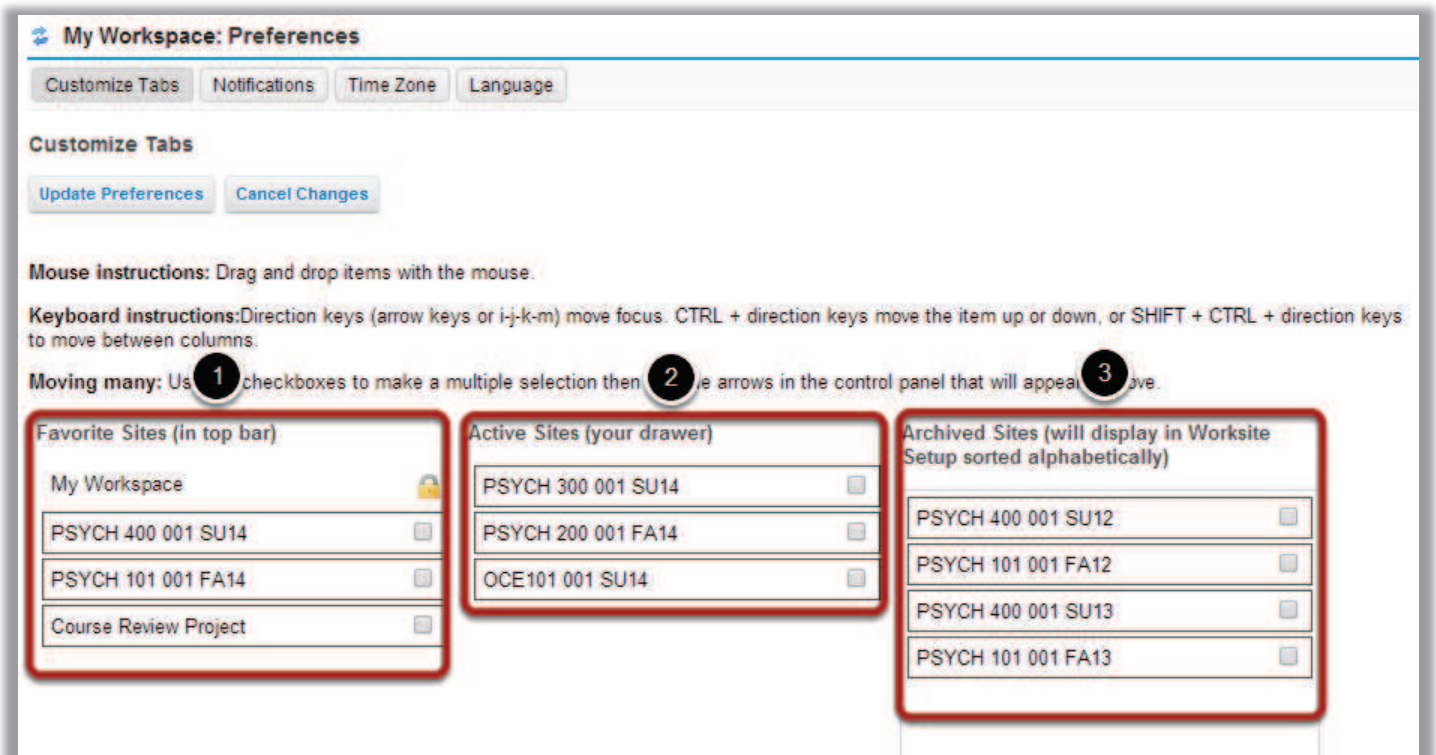 My Workspace: Preferences
Customize Tabs Notifications Time Zone Language
Customize Tabs
Update Preferences Cancel Changes
Mouse instructions: Drag and drop items with the mouse.
Keyboard instructions:Direction keys (arrow keys or i-j-k-m) move focus. CTRL + direction keys move the item up or down, or SHIFT + CTRL + direction keys
to move between columns.
Moving many: 1 checkboxes to make a multiple selection then 2 arrows in the control panel that will 3
Favorite Sites (in top bar)
My Workspace
PSYCH 400 001 SU14
PSYCH 101 001 FA14
Course Review Project
Active Sites (your drawer)
PSYCH 300 001 SU14
PSYCH 200 001 FA14
OCE101 001 SU14
Archived Sites (will display in Worksite
Setup sorted alphabetically)
PSYCH 400 001 SU12
PSYCH 101 001 FA12
PSYCH 400 001 SU13
PSYCH 101 001 FA13